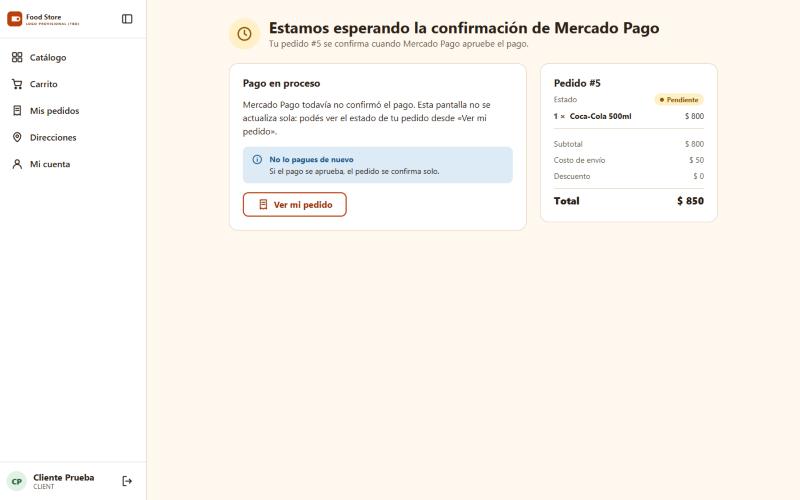 Food Store
LOGO PROVISIONAL (TBD)
Catálogo
Carrito
Mis pedidos
Direcciones
Mi cuenta
CP
Cliente Prueba
CLIENT
Estamos esperando la confirmación de Mercado Pago
Tu pedido #5 se confirma cuando Mercado Pago apruebe el pago.
Pago en proceso
Mercado Pago todavía no confirmó el pago. Esta pantalla no se
actualiza sola: podés ver el estado de tu pedido desde «Ver mi
pedido».
No lo pagues de nuevo
Si el pago se aprueba, el pedido se confirma solo.
Ver mi pedido
Pedido #5
Estado Pendiente
1 × Coca-Cola 500ml $ 800
Subtotal $ 800
Costo de envío $ 50
Descuento $ 0
Total $ 850